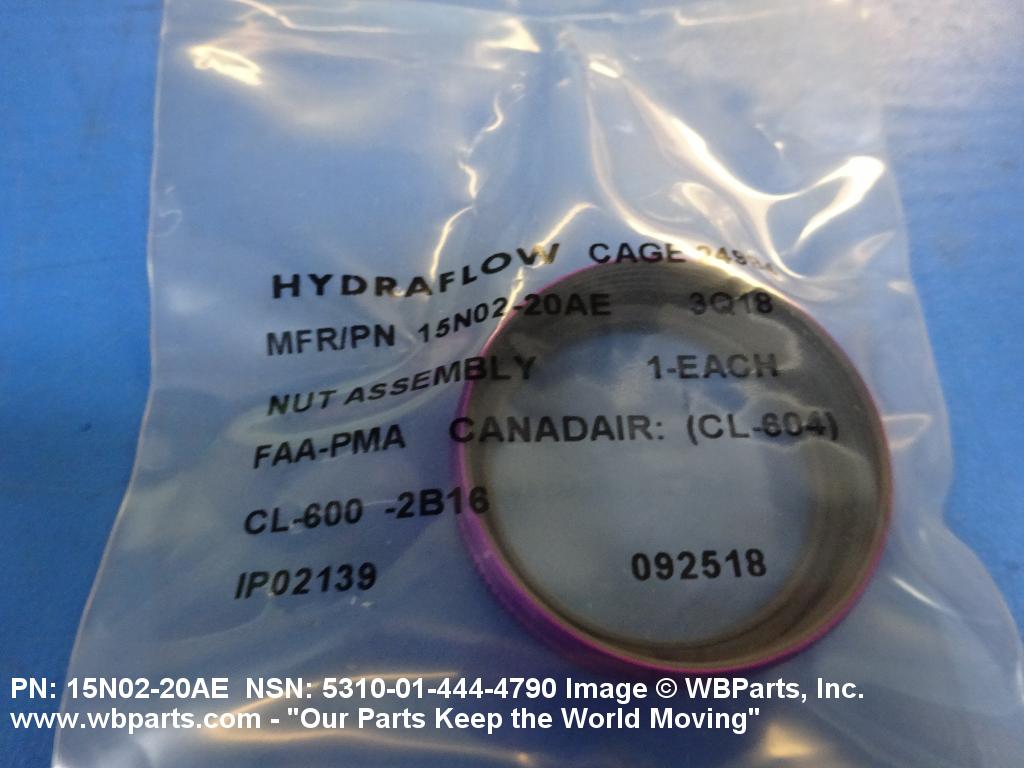 HYDRAFLOW CAGE
MFR/PN 15N02-20AE 3Q18
NUT ASSEMBLY 1-EACH
FAA-PMA CANADAIR: (CL-604)
CL-600 -2B16
IP02139 092518
PN: 15N02-20AE NSN: 5310-01-444-4790 Image © WBParts, Inc.
www.wbparts.com - "Our Parts Keep the World Moving"